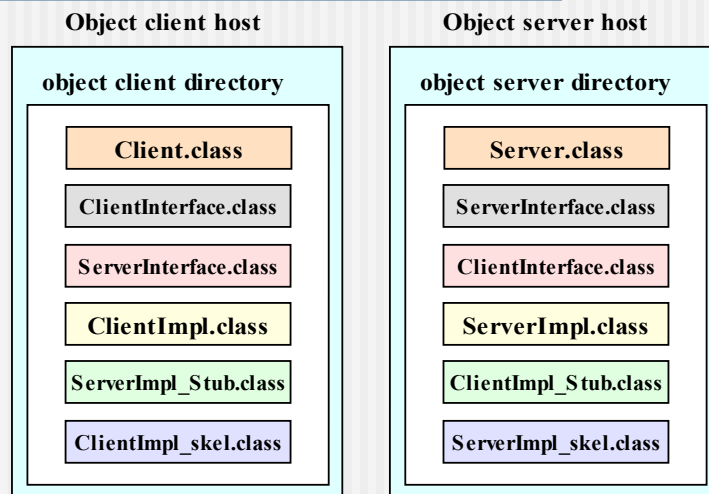 Object client host
object client directory
Client.class
ClientInterface.class
ServerInterface.class
ClientImpl.class
ServerImpl_Stub.class
ClientImpl_skel.class
Object server host
object server directory
Server.class
ServerInterface.class
ClientInterface.class
ServerImpl.class
ClientImpl_Stub.class
ServerImpl_skel.class